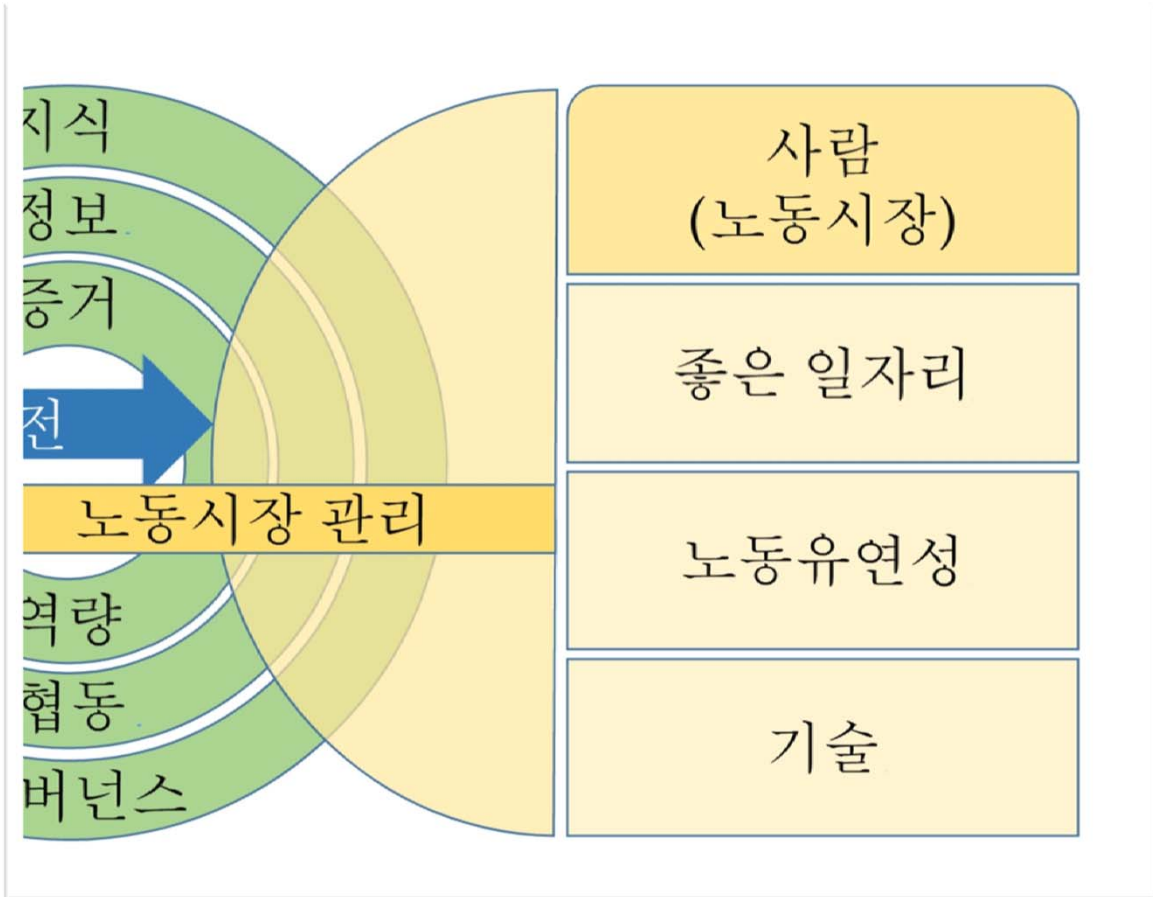 지식
정보
증거
전
노동시장 관리
역량
협동
버넌스
사람
(노동시장)
좋은 일자리
노동유연성
기술